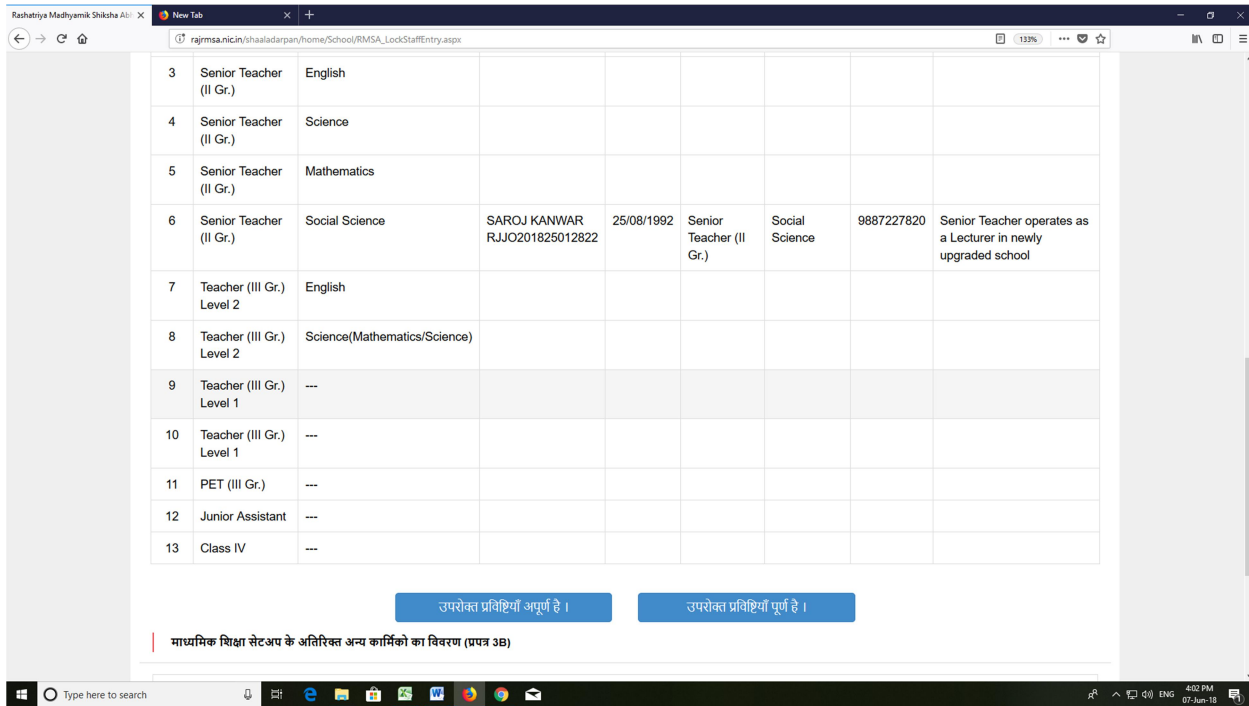 Rashatriya Madhyamik Shiksha Abh
New Tab
rajrmsa.nic.in/shaaladarpan/home/School/RMSA_LockStaffEntry.aspx
133%
3 Senior Teacher (II Gr.) English
4 Senior Teacher (II Gr.) Science
5 Senior Teacher (II Gr.) Mathematics
6 Senior Teacher (II Gr.) Social Science SAROJ KANWAR RJJO201825012822 25/08/1992 Senior Teacher (II Gr.) Social Science 9887227820 Senior Teacher operates as a Lecturer in newly upgraded school
7 Teacher (III Gr.) Level 2 English
8 Teacher (III Gr.) Level 2 Science(Mathematics/Science)
9 Teacher (III Gr.) Level 1 ---
10 Teacher (III Gr.) Level 1 ---
11 PET (III Gr.) ---
12 Junior Assistant ---
13 Class IV ---
उपरोक्त प्रविष्टियाँ अपूर्ण है ।
उपरोक्त प्रविष्टियाँ पूर्ण है ।
माध्यमिक शिक्षा सेटअप के अतिरिक्त अन्य कार्मिको का विवरण (प्रपत्र 3B)
Type here to search
ENG
4:02 PM
07-Jun-18